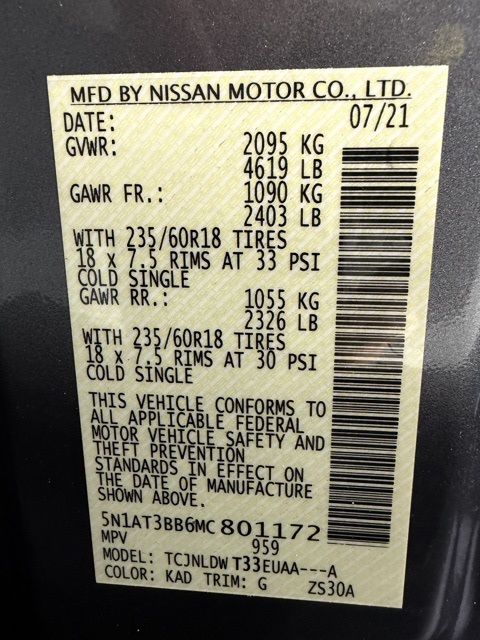 MFD BY NISSAN MOTOR CO., LTD.
DATE: 07/21
GVWR: 2095 KG
4619 LB
GAWR FR.: 1090 KG
2403 LB
WITH 235/60R18 TIRES
18 x 7.5 RIMS AT 33 PSI
COLD SINGLE
GAWR RR.: 1055 KG
2326 LB
WITH 235/60R18 TIRES
18 x 7.5 RIMS AT 30 PSI
COLD SINGLE
THIS VEHICLE CONFORMS TO
ALL APPLICABLE FEDERAL
MOTOR VEHICLE SAFETY AND
THEFT PREVENTION
STANDARDS IN EFFECT ON
THE DATE OF MANUFACTURE
SHOWN ABOVE.
5N1AT3BB6MC801172
MPV 959
MODEL: TCJNLDWT33EUAA---A
COLOR: KAD TRIM: G ZS30A